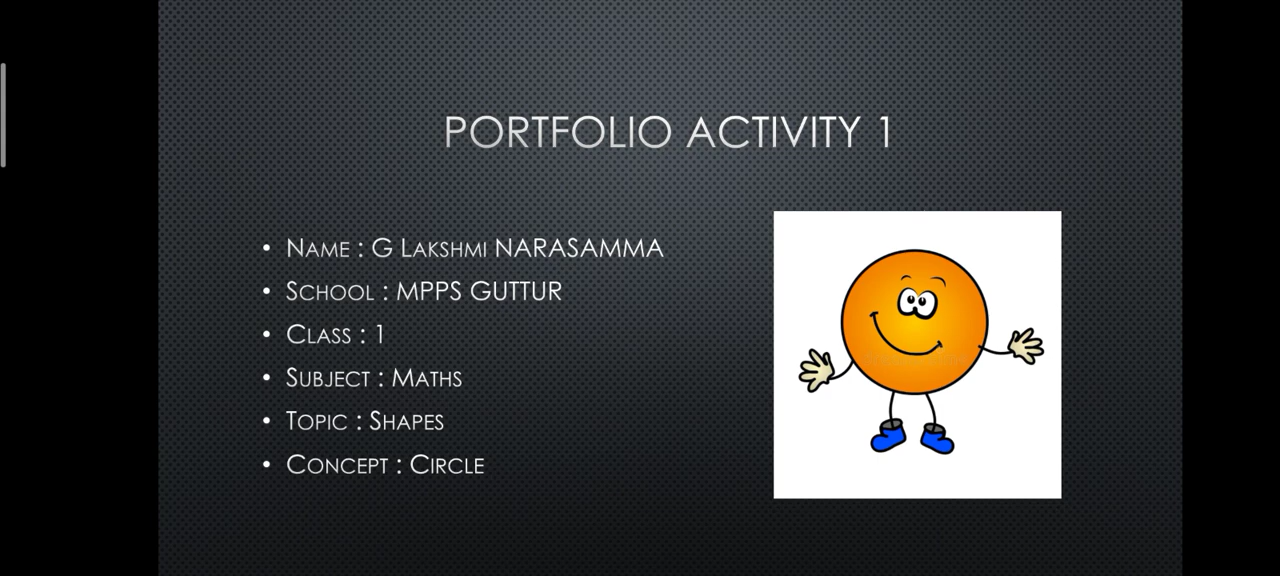 PORTFOLIO ACTIVITY 1
• Name : G Lakshmi NARASAMMA
• School : MPPS GUTTUR
• Class : 1
• Subject : Maths
• Topic : Shapes
• Concept : Circle